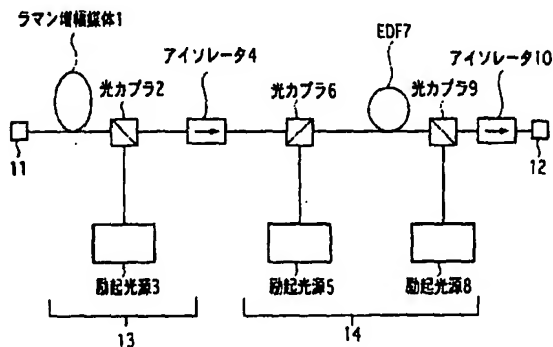 ラマン増幅媒体1
アイソレータ4
EDF7
アイソレータ10
光カプラ2
光カプラ6
光カプラ9
11
12
励起光源3
励起光源5
励起光源8
13
14